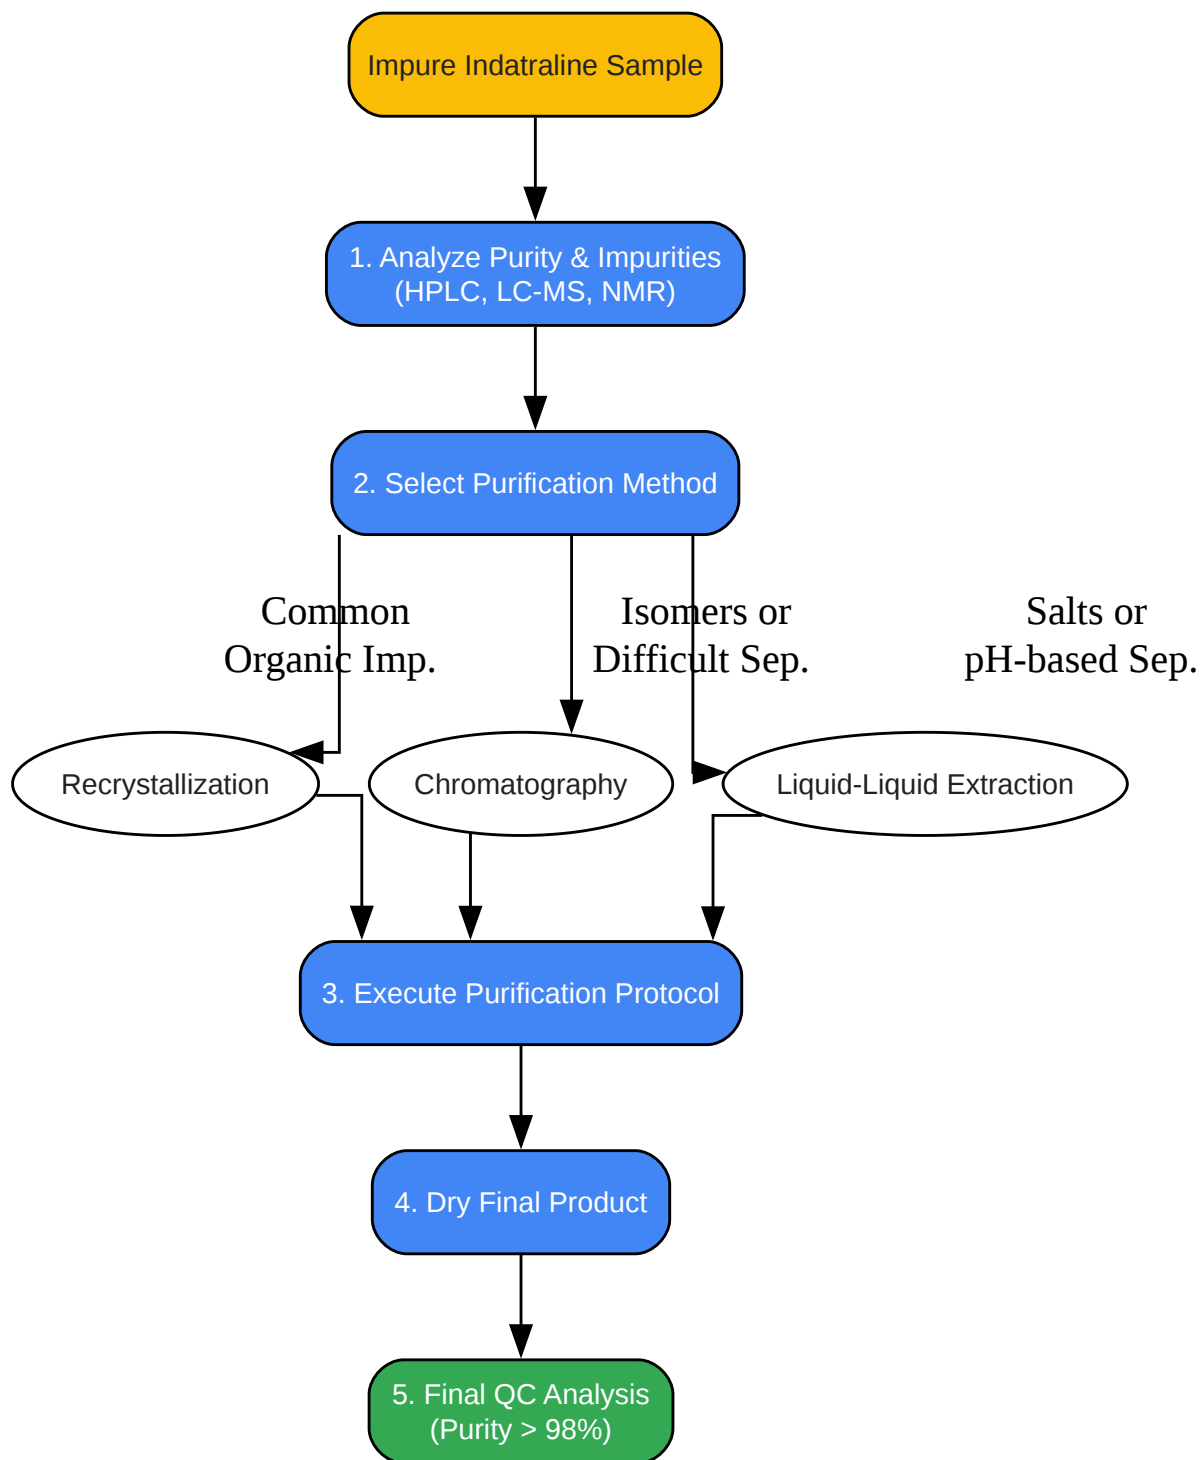 Impure Indatraline Sample
1. Analyze Purity & Impurities
(HPLC, LC-MS, NMR)
2. Select Purification Method
Common
Organic Imp.
Isomers or
Difficult Sep.
Salts or
pH-based Sep.
Recrystallization
Chromatography
Liquid-Liquid Extraction
3. Execute Purification Protocol
4. Dry Final Product
5. Final QC Analysis
(Purity > 98%)